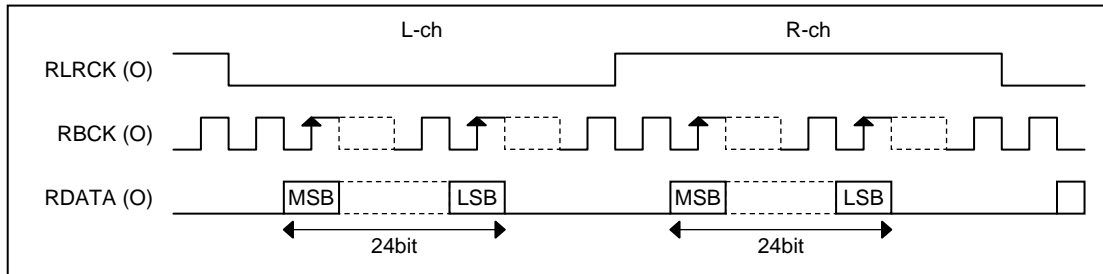 L-ch R-ch
RLRCK (O)
RBCK (O)
RDATA (O) MSB LSB MSB LSB
24bit 24bit